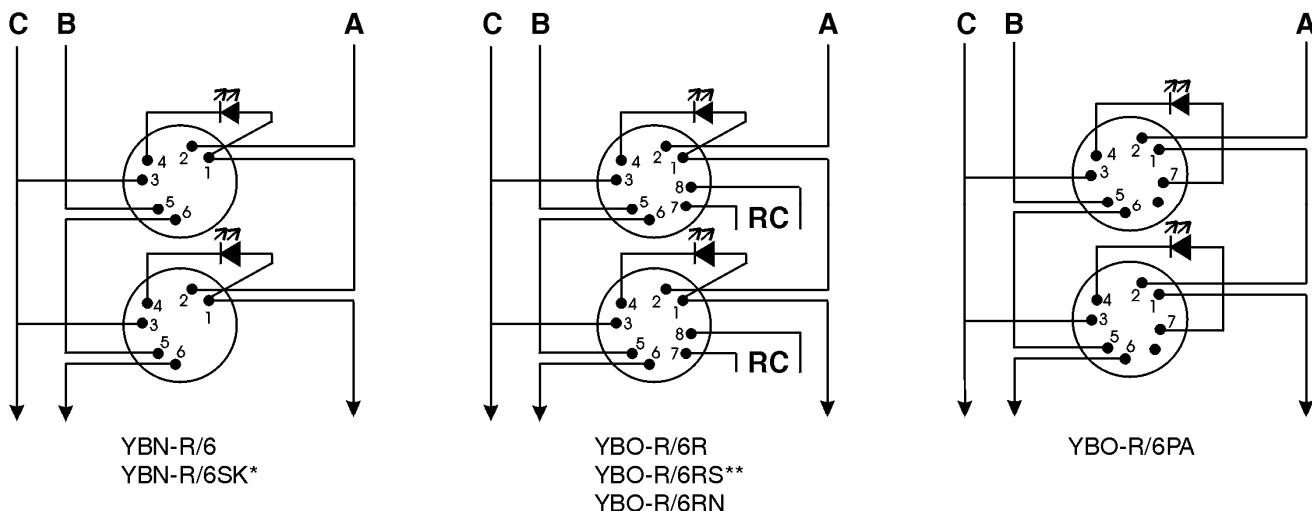 C B A
C B A
C B A
4 2 1
3
5
6
4 2 1
3
5
6
4 2 1
3 8
5 7
6 RC
4 2 1
3 8
5 7
6 RC
4 2 1
3 7
5
6
4 2 1
3 7
5
6
YBN-R/6
YBN-R/6SK*
YBO-R/6R
YBO-R/6RS**
YBO-R/6RN
YBO-R/6PA